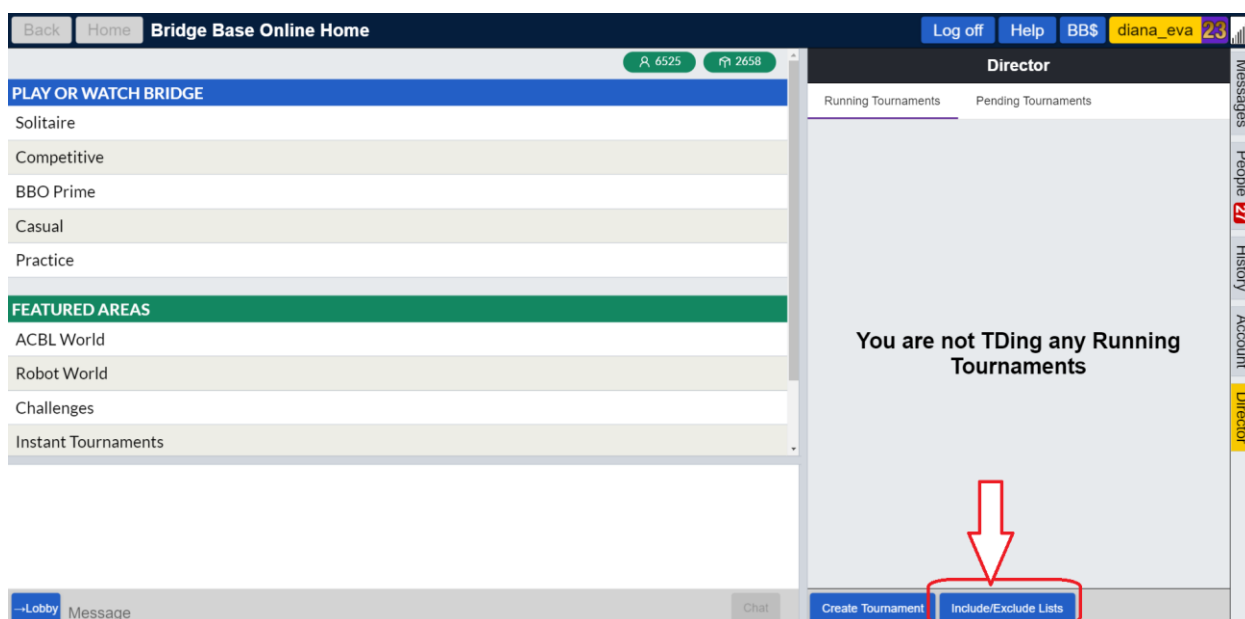 Back Home Bridge Base Online Home Log off Help BB$ diana_eva 23
6525 2658
PLAY OR WATCH BRIDGE
Solitaire
Competitive
BBO Prime
Casual
Practice
FEATURED AREAS
ACBL World
Robot World
Challenges
Instant Tournaments
→Lobby Message Chat
Director
Running Tournaments Pending Tournaments
You are not TDing any Running
Tournaments
Create Tournament Include/Exclude Lists
Messages
People
History
Account
Director